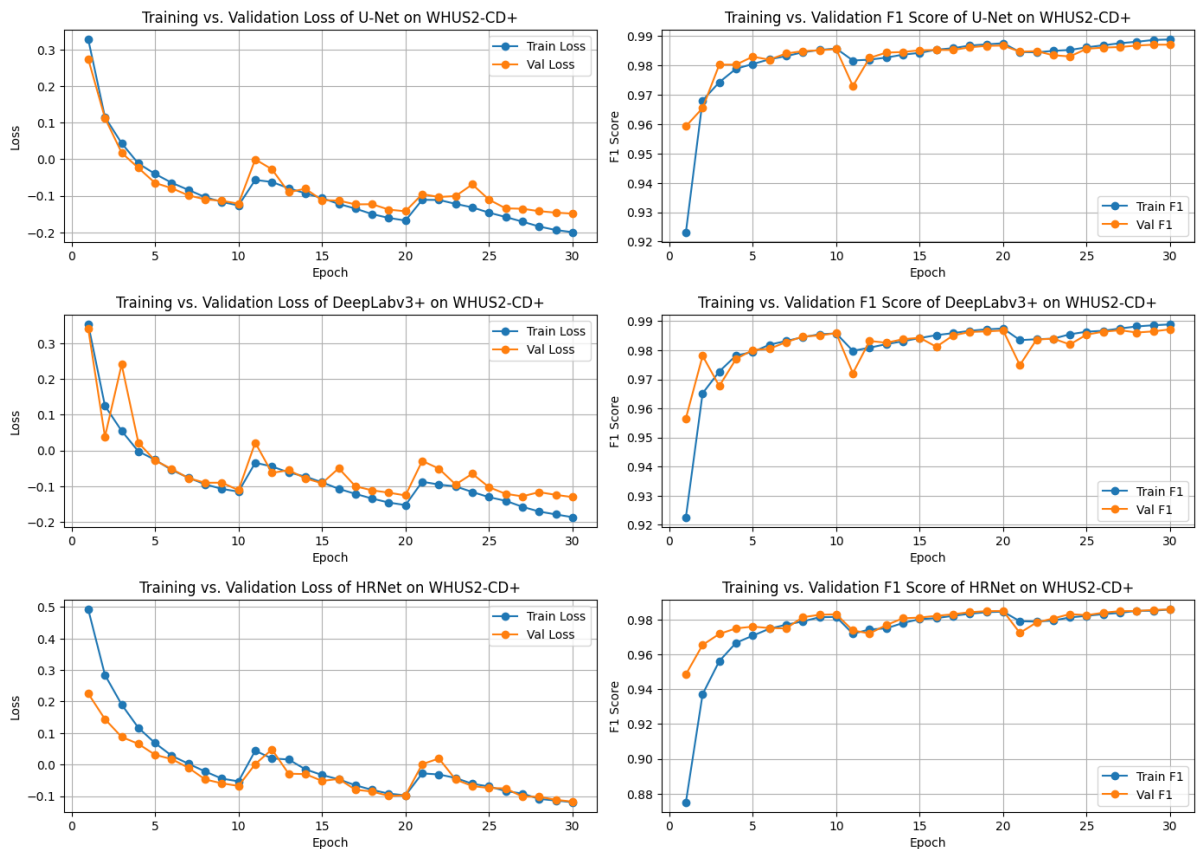 Training vs. Validation Loss of U-Net on WHUS2-CD+
Loss
0.3
0.2
0.1
0.0
−0.1
−0.2
Train Loss
Val Loss
0 5 10 15 20 25 30
Epoch
Training vs. Validation F1 Score of U-Net on WHUS2-CD+
F1 Score
0.99
0.98
0.97
0.96
0.95
0.94
0.93
0.92
Train F1
Val F1
0 5 10 15 20 25 30
Epoch
Training vs. Validation Loss of DeepLabv3+ on WHUS2-CD+
Loss
0.3
0.2
0.1
0.0
−0.1
−0.2
Train Loss
Val Loss
0 5 10 15 20 25 30
Epoch
Training vs. Validation F1 Score of DeepLabv3+ on WHUS2-CD+
F1 Score
0.99
0.98
0.97
0.96
0.95
0.94
0.93
0.92
Train F1
Val F1
0 5 10 15 20 25 30
Epoch
Training vs. Validation Loss of HRNet on WHUS2-CD+
Loss
0.5
0.4
0.3
0.2
0.1
0.0
−0.1
Train Loss
Val Loss
0 5 10 15 20 25 30
Epoch
Training vs. Validation F1 Score of HRNet on WHUS2-CD+
F1 Score
0.98
0.96
0.94
0.92
0.90
0.88
Train F1
Val F1
0 5 10 15 20 25 30
Epoch